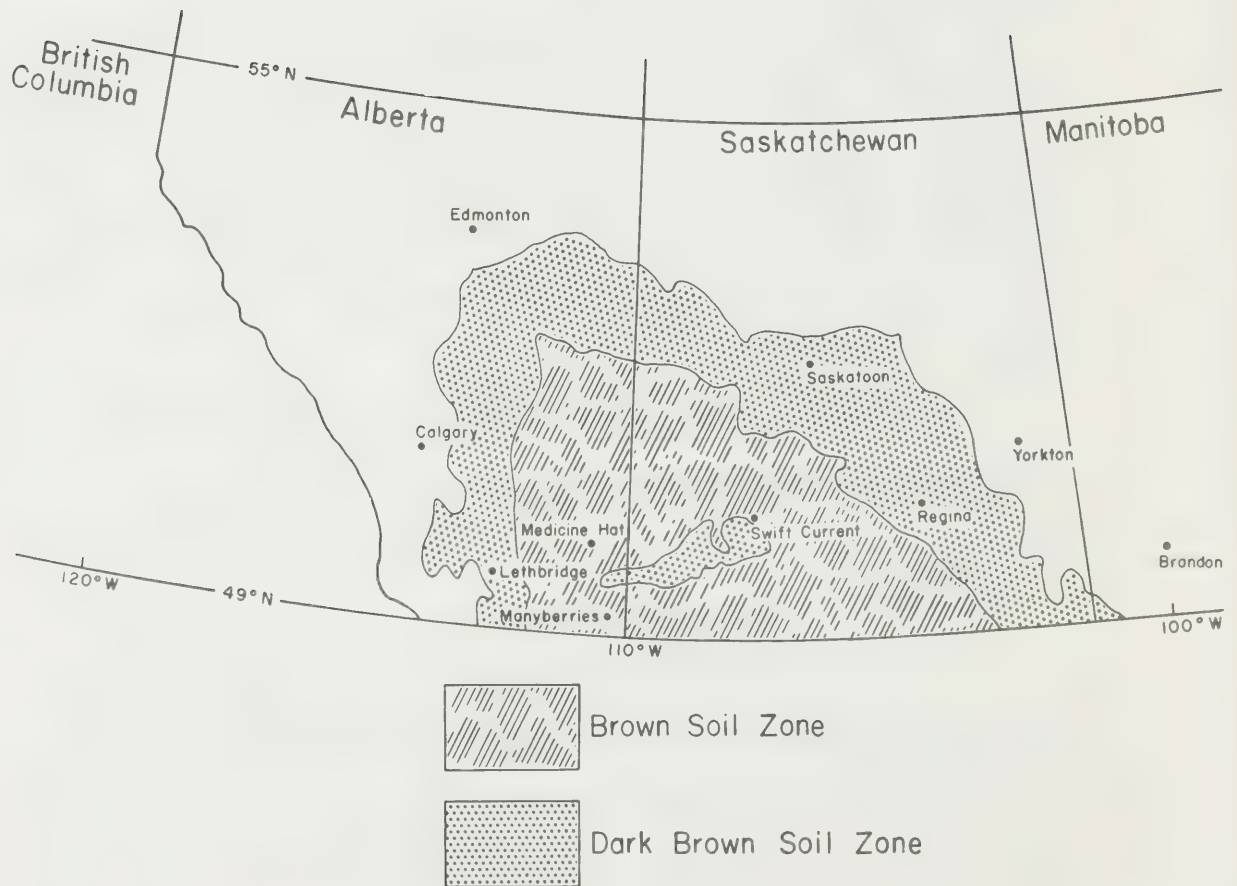 British
Columbia
55°N
Alberta
Saskatchewan
Manitoba
Edmonton
Saskatoon
Calgary
Yorkton
Regina
Medicine Hat
Swift Current
Brandon
Lethbridge
120°W
49°N
Manyberries
110°W
100°W
Brown Soil Zone
Dark Brown Soil Zone